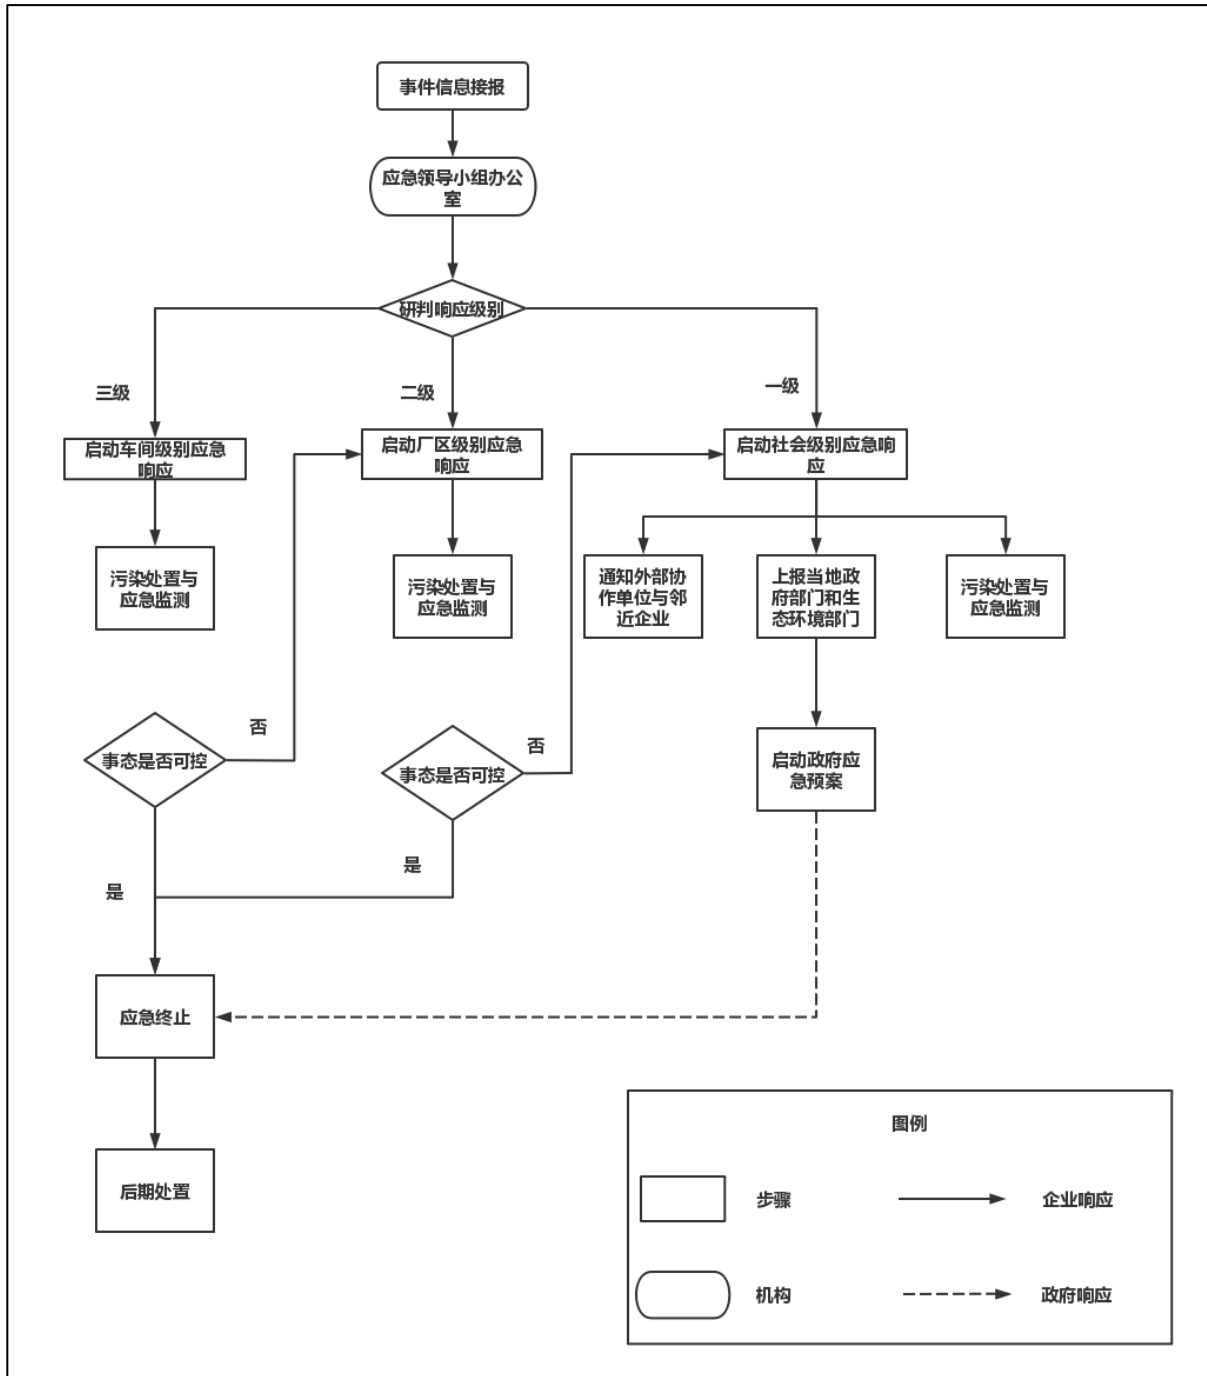 事件信息接报
应急领导小组办公
室
研判响应级别
三级
二级
一级
启动车间级别应急
响应
启动厂区级别应急
响应
启动社会级别应急响
应
污染处置与
应急监测
污染处置与
应急监测
通知外部协
作单位与邻
近企业
上报当地政
府部门和生
态环境部门
污染处置与
应急监测
否
事态是否可控
否
事态是否可控
启动政府应
急预案
是
是
应急终止
后期处置
图例
步骤
企业响应
机构
政府响应